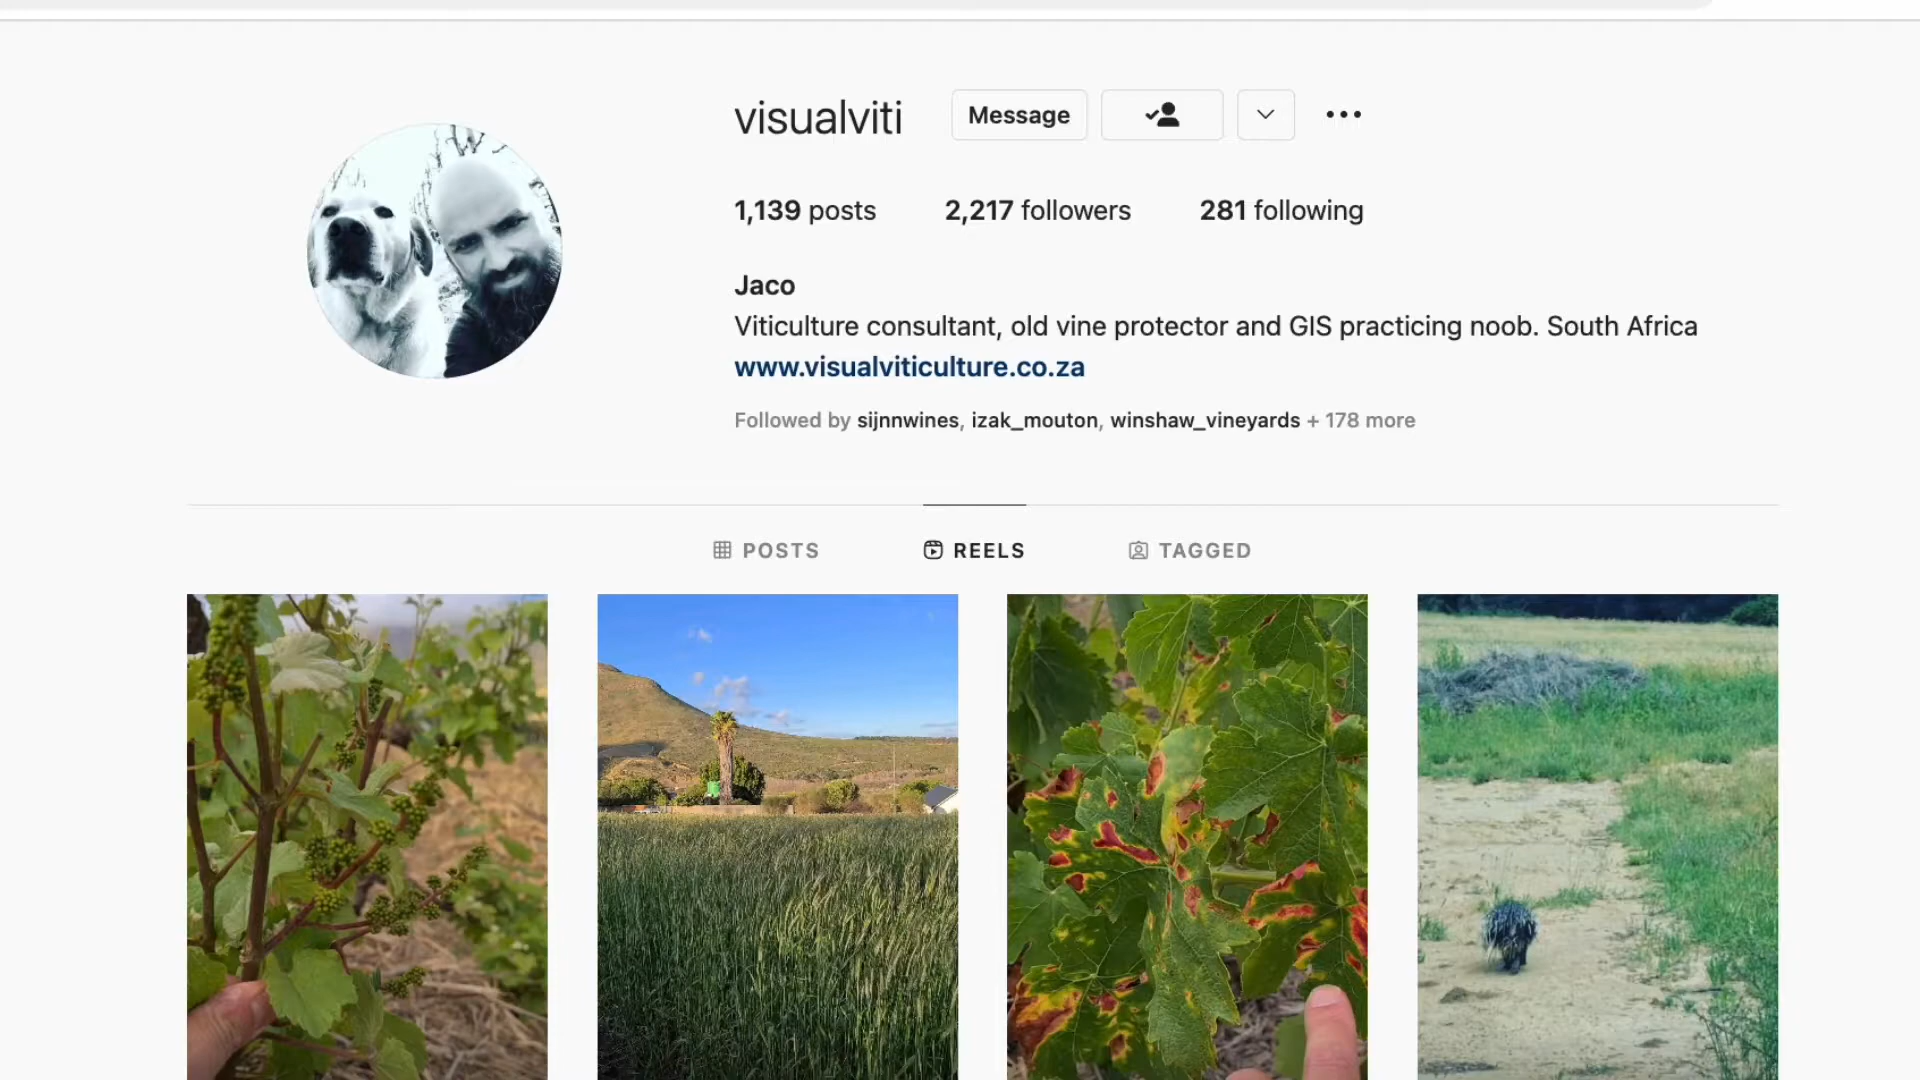 visualviti Message
1,139 posts 2,217 followers 281 following
Jaco
Viticulture consultant, old vine protector and GIS practicing noob. South Africa
www.visualviticulture.co.za
Followed by sijnnwines, izak_mouton, winshaw_vineyards + 178 more
POSTS REELS TAGGED